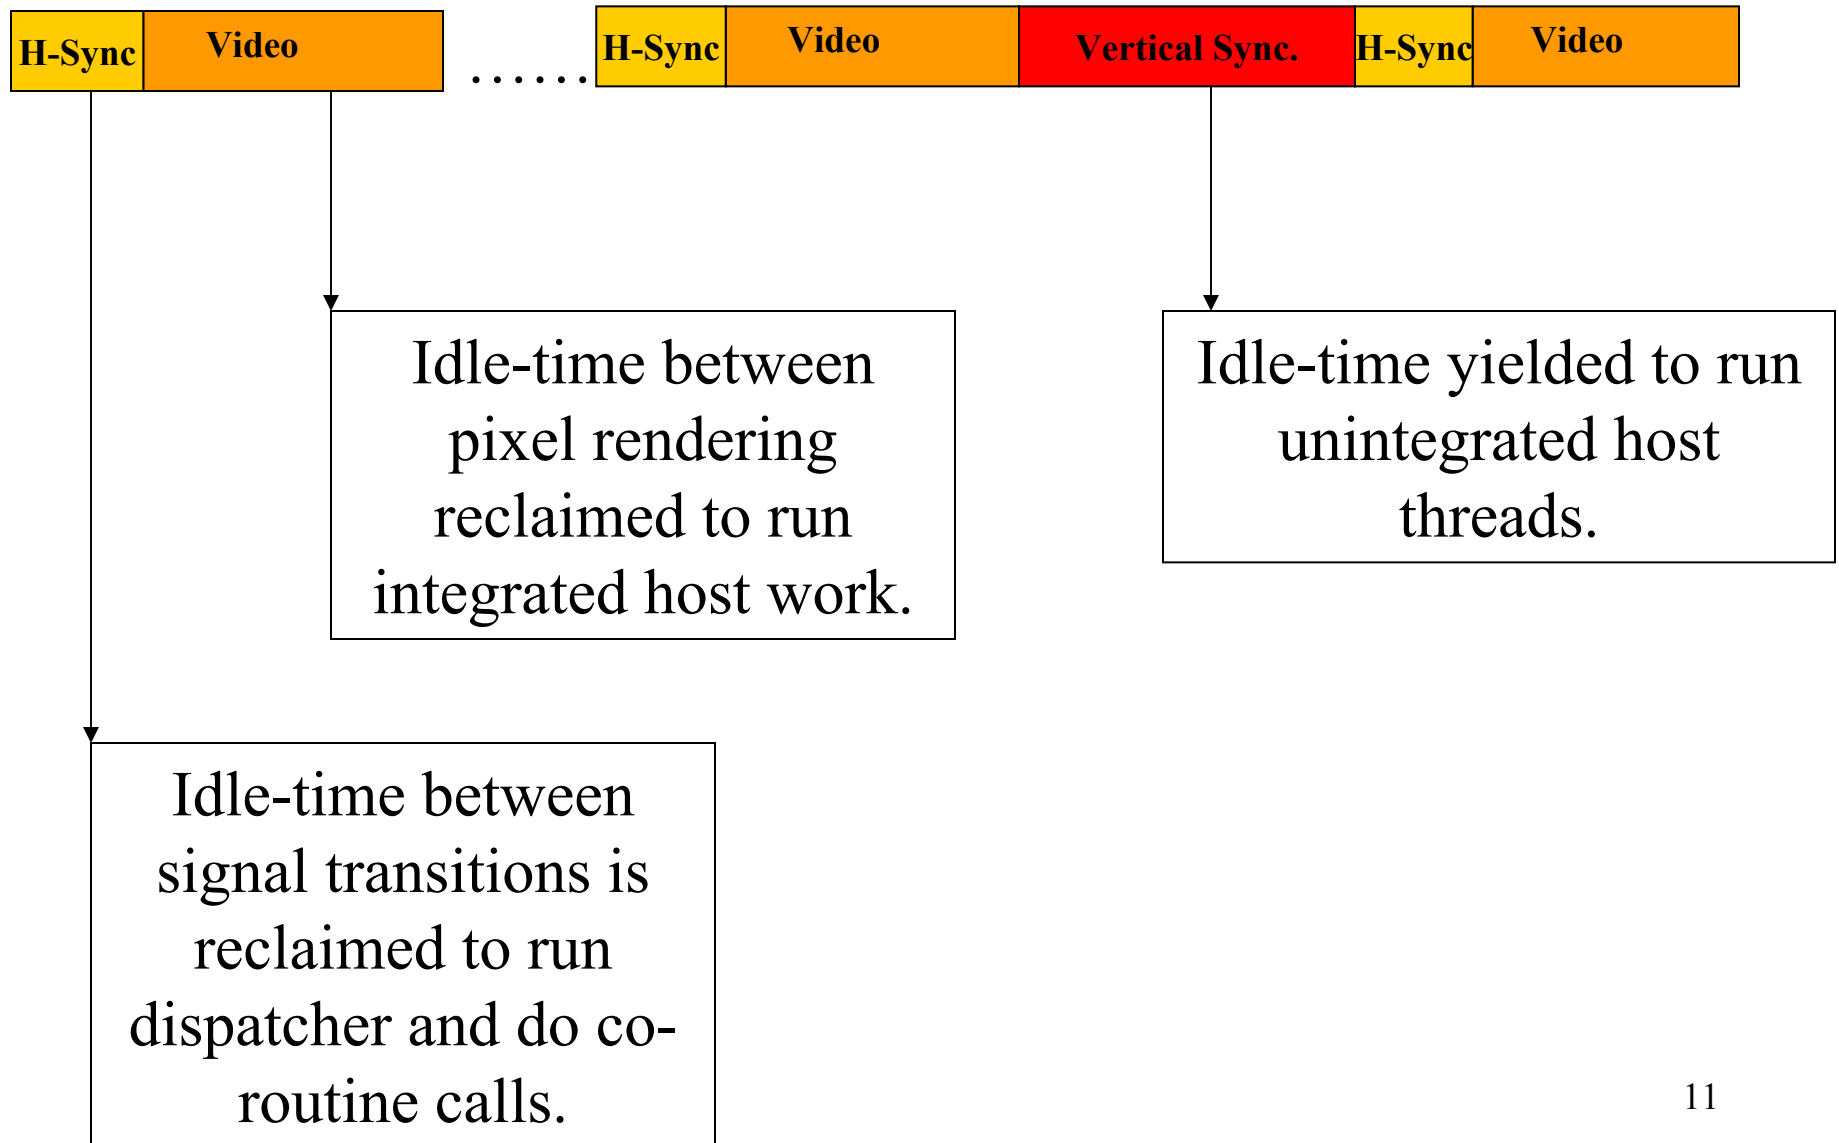 H-Sync Video ...... H-Sync Video Vertical Sync. H-Sync Video
Idle-time between
pixel rendering
reclaimed to run
integrated host work.
Idle-time yielded to run
unintegrated host
threads.
Idle-time between
signal transitions is
reclaimed to run
dispatcher and do co-
routine calls.
11